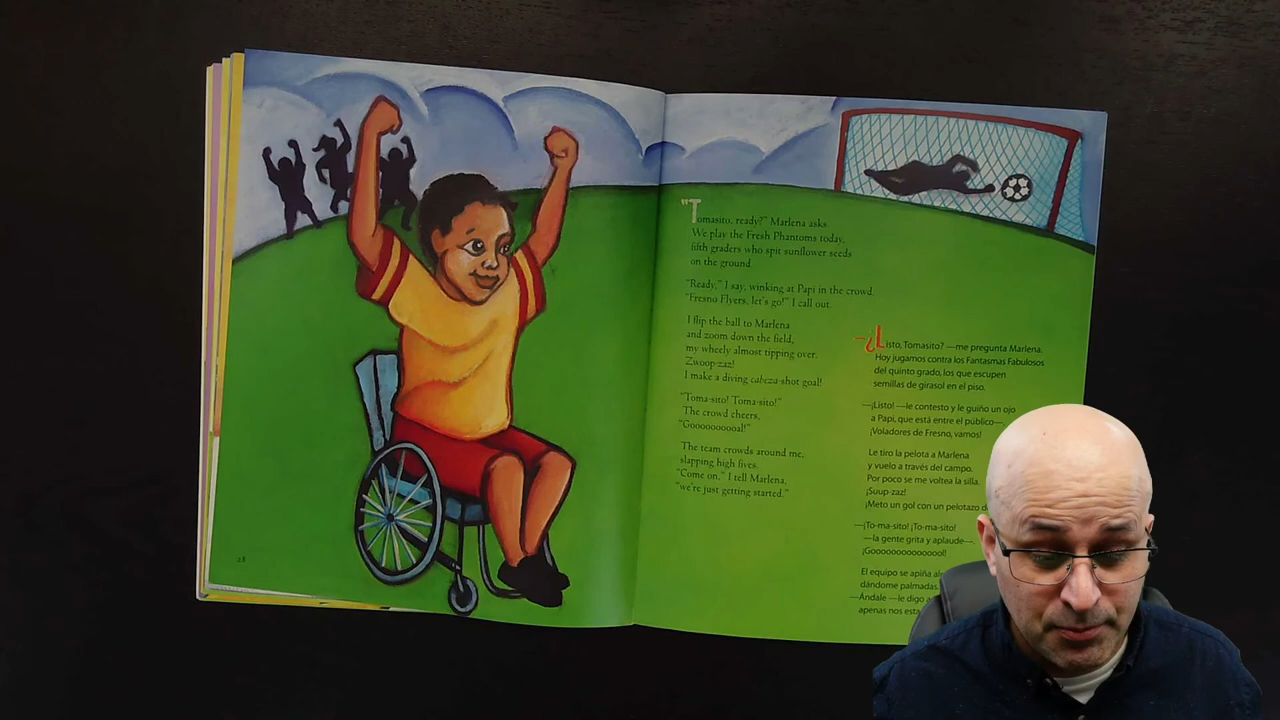 "Tomasito, ready?" Marlena asks.
We play the Fresh Phantoms today,
fifth graders who spit sunflower seeds
on the ground.
"Ready," I say, winking at Papi in the crowd.
"Fresno Flyers, let's go!" I call out.
I flip the ball to Marlena
and zoom down the field,
my wheely almost tipping over.
Zwoop-zaz!
I make a diving cabeza-shot goal!
"Toma-sito! Toma-sito!"
The crowd cheers,
"Gooooooooal!"
The team crowds around me,
slapping high fives.
"Come on," I tell Marlena,
"we're just getting started."
—¿Listo, Tomasito? —me pregunta Marlena.
Hoy jugamos contra los Fantasmas Fabulosos
del quinto grado, los que escupen
semillas de girasol en el piso.
—¡Listo! —le contesto y le guiño un ojo
a Papi, que está entre el público—.
¡Voladores de Fresno, vamos!
Le tiro la pelota a Marlena
y vuelo a través del campo.
Por poco se me voltea la silla.
¡Suup-zaz!
¡Meto un gol con un pelotazo
—¡To-ma-sito! ¡To-ma-sito!
—la gente grita y aplaude—.
¡Gooooooooooooool!
El equipo se apiña
dándome palmadas
—Ándale —le digo
apenas nos
28